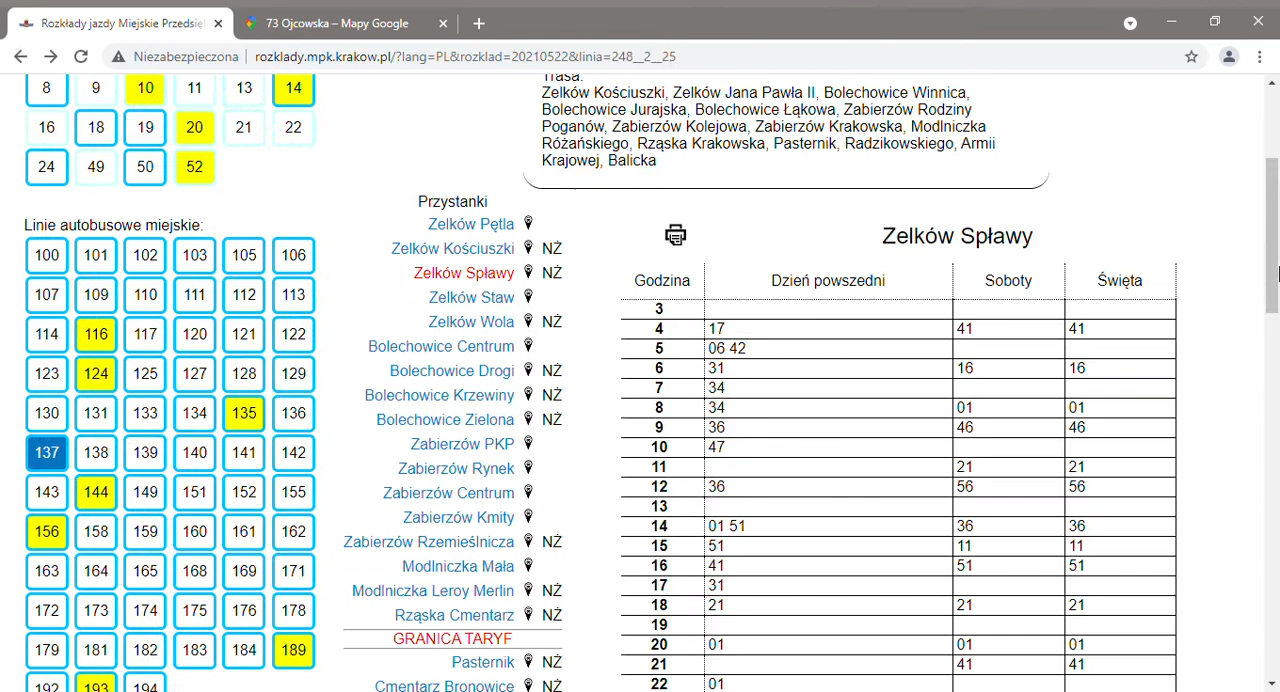 Rozkłady jazdy Miejskie Przedsię
73 Ojcowska – Mapy Google
Niezabezpieczona
rozklady.mpk.krakow.pl/?lang=PL&rozklad=20210522&linia=248__2__25
8 9 10 11 13 14
16 18 19 20 21 22
24 49 50 52
Linie autobusowe miejskie:
100 101 102 103 105 106
107 109 110 111 112 113
114 116 117 120 121 122
123 124 125 127 128 129
130 131 133 134 135 136
137 138 139 140 141 142
143 144 149 151 152 155
156 158 159 160 161 162
163 164 165 168 169 171
172 173 174 175 176 178
179 181 182 183 184 189
192 193 194
Trasa:
Zelków Kościuszki, Zelków Jana Pawła II, Bolechowice Winnica,
Bolechowice Jurajska, Bolechowice Łąkowa, Zabierzów Rodziny
Poganów, Zabierzów Kolejowa, Zabierzów Krakowska, Modlniczka
Różańskiego, Rząska Krakowska, Pasternik, Radzikowskiego, Armii
Krajowej, Balicka
Przystanki
Zelków Pętla
Zelków Kościuszki NŻ
Zelków Spławy NŻ
Zelków Staw
Zelków Wola NŻ
Bolechowice Centrum
Bolechowice Drogi NŻ
Bolechowice Krzewiny NŻ
Bolechowice Zielona NŻ
Zabierzów PKP
Zabierzów Rynek
Zabierzów Centrum
Zabierzów Kmity
Zabierzów Rzemieślnicza NŻ
Modlniczka Mała
Modlniczka Leroy Merlin NŻ
Rząska Cmentarz NŻ
GRANICA TARYF
Pasternik NŻ
Cmentarz Bronowice NŻ
Zelków Spławy
Godzina Dzień powszedni Soboty Święta
3
4 17 41 41
5 06 42
6 31 16 16
7 34
8 34 01 01
9 36 46 46
10 47
11 21 21
12 36 56 56
13
14 01 51 36 36
15 51 11 11
16 41 51 51
17 31
18 21 21 21
19
20 01 01 01
21 41 41
22 01